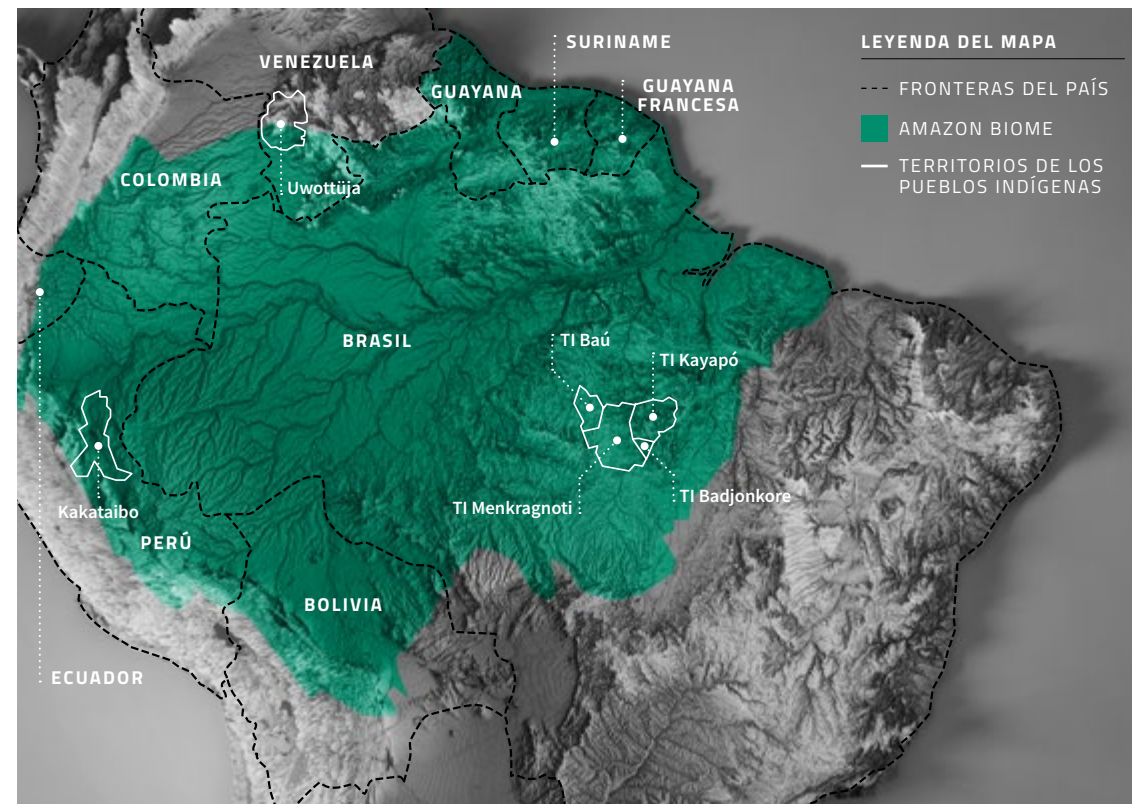 SURINAME
LEYENDA DEL MAPA
VENEZUELA
GUAYANA
GUAYANA
FRANCESA
FRONTERAS DEL PAÍS
AMAZON BIOME
TERRITORIOS DE LOS
PUEBLOS INDÍGENAS
COLOMBIA
Uwottüja
BRASIL
TI Baú
TI Kayapó
TI Menkragnoti
TI Badjonkore
Kakataibo
PERÚ
BOLIVIA
ECUADOR